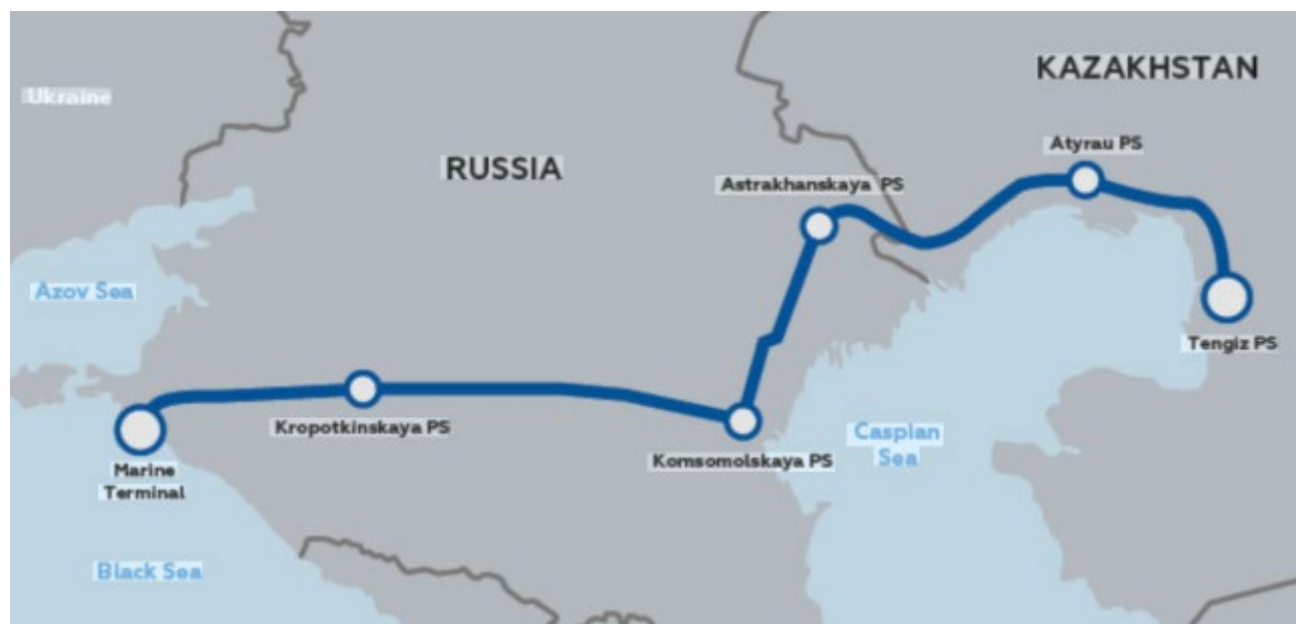 KAZAKHSTAN
Ukraine
Atyrau PS
RUSSIA
Astrakhanskaya PS
Azov Sea
Tengiz PS
Kropotkinskaya PS
Caspian
Sea
Komsomolskaya PS
Marine
Terminal
Black Sea